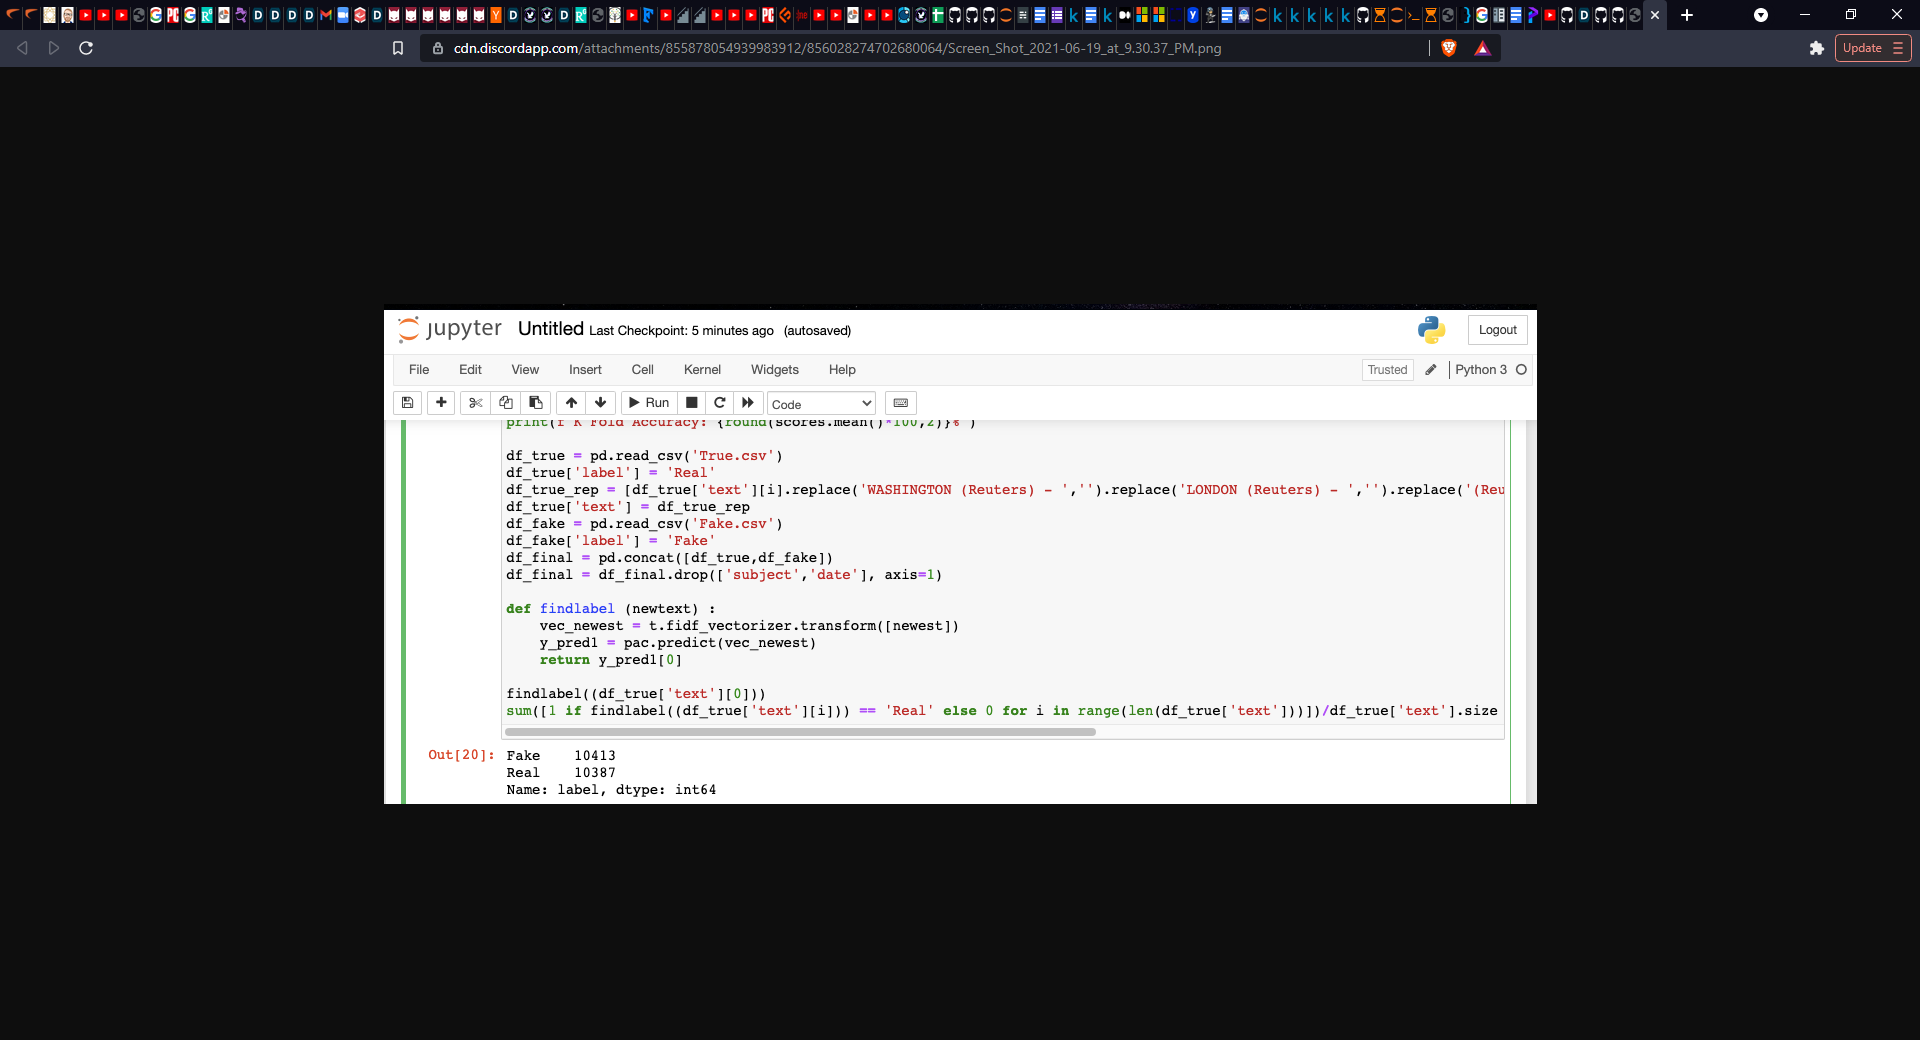 cdn.discordapp.com/attachments/855878054939983912/856028274702680064/Screen_Shot_2021-06-19_at_9.30.37_PM.png
Update
jupyter Untitled Last Checkpoint: 5 minutes ago (autosaved)
Logout
File Edit View Insert Cell Kernel Widgets Help
Trusted Python 3
Run Code
print(f'K Fold Accuracy: {round(scores.mean()*100,2)}%')
df_true = pd.read_csv('True.csv')
df_true['label'] = 'Real'
df_true_rep = [df_true['text'][i].replace('WASHINGTON (Reuters) - ','').replace('LONDON (Reuters) - ','').replace('(Reu
df_true['text'] = df_true_rep
df_fake = pd.read_csv('Fake.csv')
df_fake['label'] = 'Fake'
df_final = pd.concat([df_true,df_fake])
df_final = df_final.drop(['subject','date'], axis=1)
def findlabel (newtext) :
vec_newest = t.fidf_vectorizer.transform([newest])
y_pred1 = pac.predict(vec_newest)
return y_pred1[0]
findlabel((df_true['text'][0]))
sum([1 if findlabel((df_true['text'][i])) == 'Real' else 0 for i in range(len(df_true['text']))])/df_true['text'].size
Out[20]: Fake 10413
Real 10387
Name: label, dtype: int64